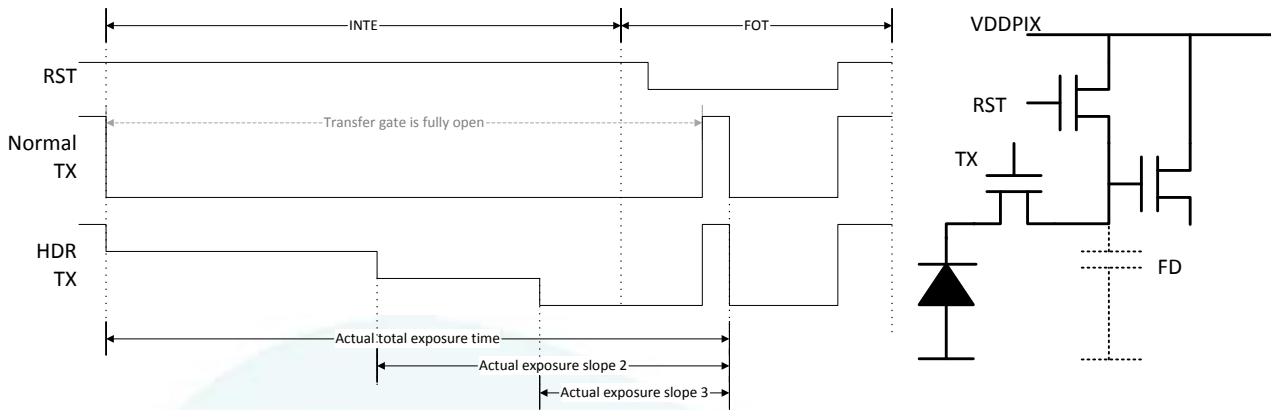 INTE
FOT
VDDPIX
RST
RST
Transfer gate is fully open
Normal
TX
TX
HDR
TX
FD
Actual total exposure time
Actual exposure slope 2
Actual exposure slope 3